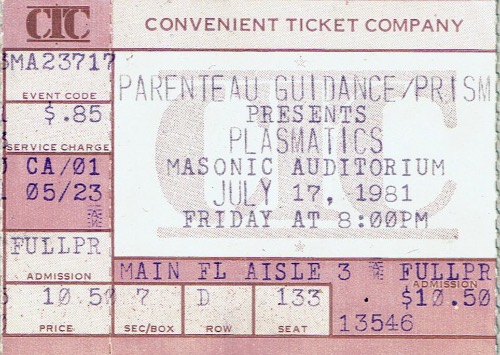 CTC CONVENIENT TICKET COMPANY
SMA23717
EVENT CODE
$.85
SERVICE CHARGE
CA/01
05/23
FULLPR
ADMISSION
10.50
PRICE
PARENTEAU GUIDANCE/PRISM
PRESENTS
PLASMATICS
MASONIC AUDITORIUM
JULY 17, 1981
FRIDAY AT 8:00PM
CTC
MAIN FL AISLE 3 FULLPR
ADMISSION
7 D 133 $10.50
SEC/BOX ROW SEAT 13546